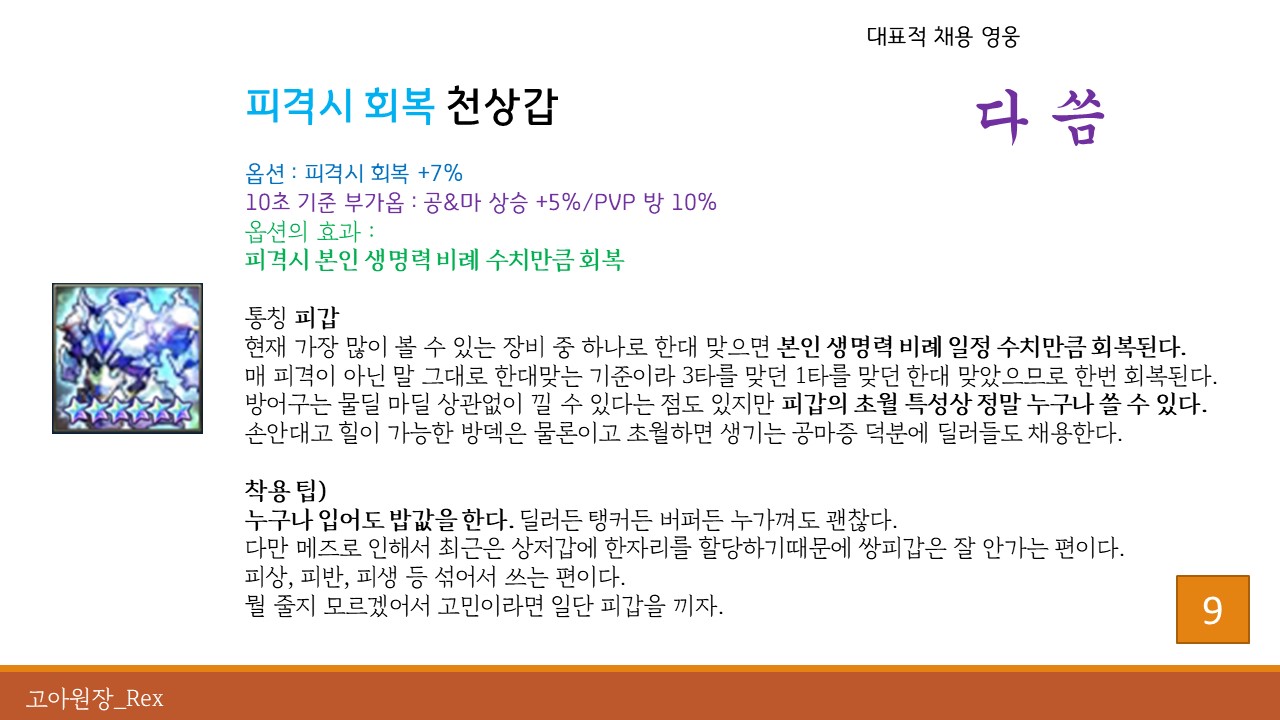 대표적 채용 영웅
피격시 회복 천상갑
다 씀
옵션 : 피격시 회복 +7%
10초 기준 부가옵 : 공&마 상승 +5%/PVP 방 10%
옵션의 효과 :
피격시 본인 생명력 비례 수치만큼 회복
통칭 피갑
현재 가장 많이 볼 수 있는 장비 중 하나로 한대 맞으면 본인 생명력 비례 일정 수치만큼 회복된다.
매 피격이 아닌 말 그대로 한대맞는 기준이라 3타를 맞던 1타를 맞던 한대 맞았으므로 한번 회복된다.
방어구는 물딜 마딜 상관없이 낄 수 있다는 점도 있지만 피갑의 초월 특성상 정말 누구나 쓸 수 있다.
손안대고 힐이 가능한 방덱은 물론이고 초월하면 생기는 공마증 덕분에 딜러들도 채용한다.
착용 팁)
누구나 입어도 밥값을 한다. 딜러든 탱커든 버퍼든 누가껴도 괜찮다.
다만 메즈로 인해서 최근은 상저갑에 한자리를 할당하기때문에 쌍피갑은 잘 안가는 편이다.
피상, 피반, 피생 등 섞어서 쓰는 편이다.
뭘 줄지 모르겠어서 고민이라면 일단 피갑을 끼자.
9
고아원장_Rex